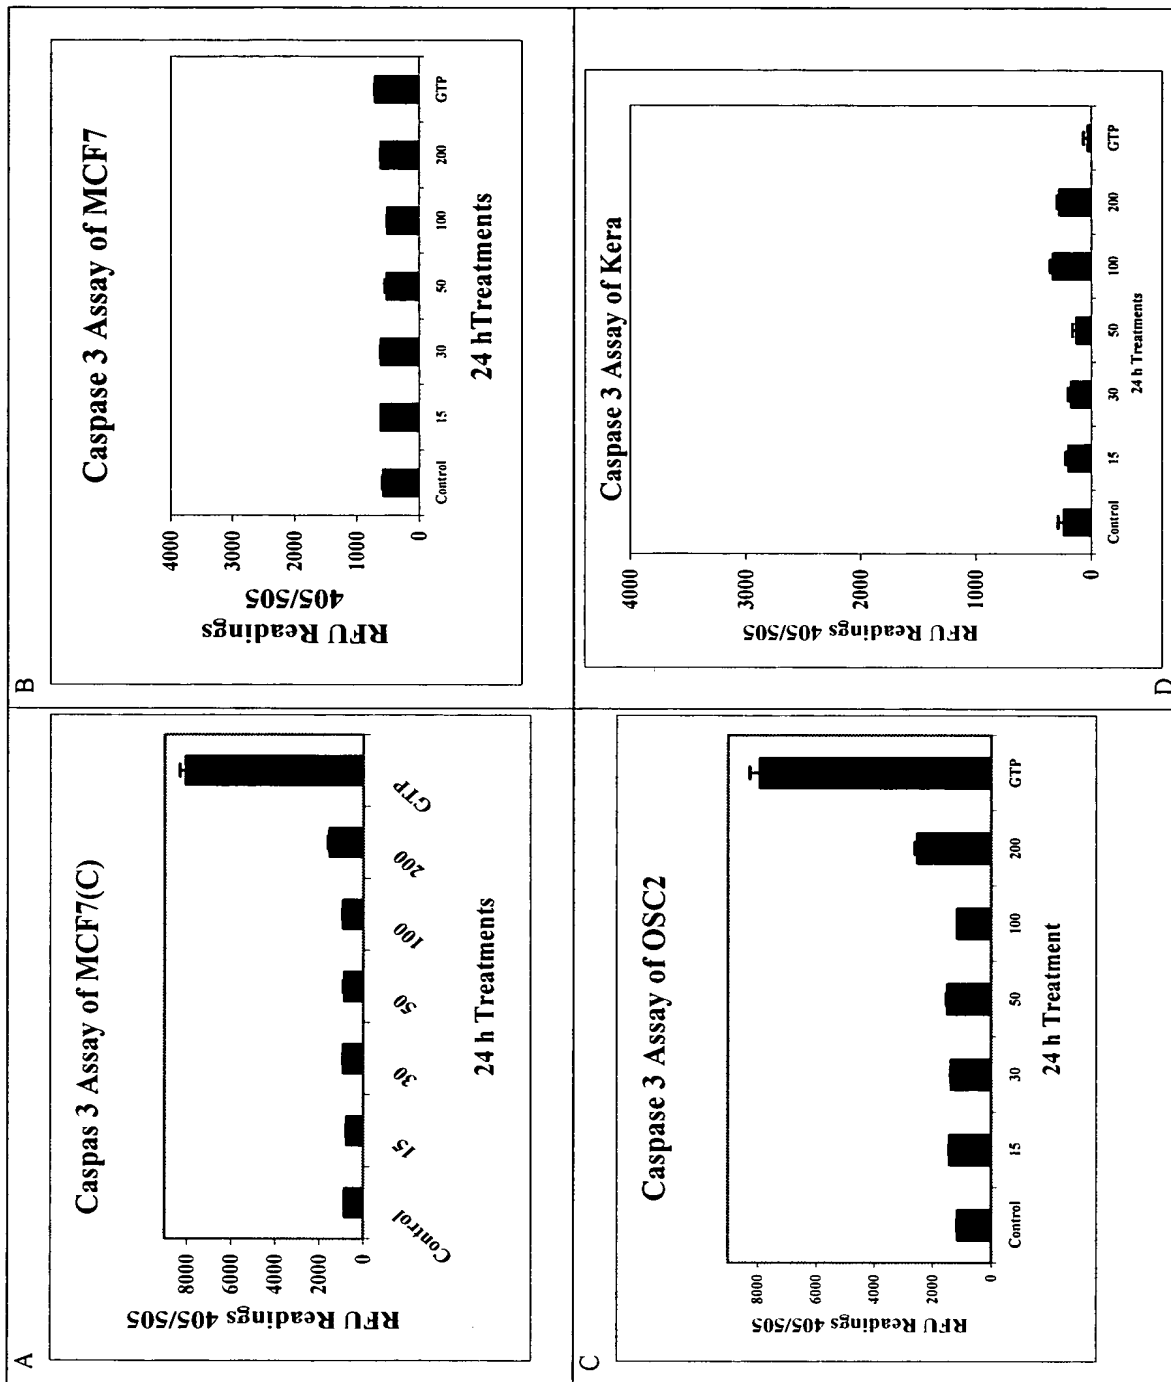 A
Caspas 3 Assay of MCF7(C)
RFU Readings 405/505
8000
6000
4000
2000
0
Control
15
30
50
100
200
GTP
24 h Treatments
B
Caspase 3 Assay of MCF7
RFU Readings
405/505
4000
3000
2000
1000
0
Control
15
30
50
100
200
GTP
24 hTreatments
C
Caspase 3 Assay of OSC2
RFU Readings 405/505
8000
6000
4000
2000
0
Control
15
30
50
100
200
GTP
24 h Treatment
D
Caspase 3 Assay of Kera
RFU Readings 405/505
4000
3000
2000
1000
0
Control
15
30
50
100
200
GTP
24 h Treatments